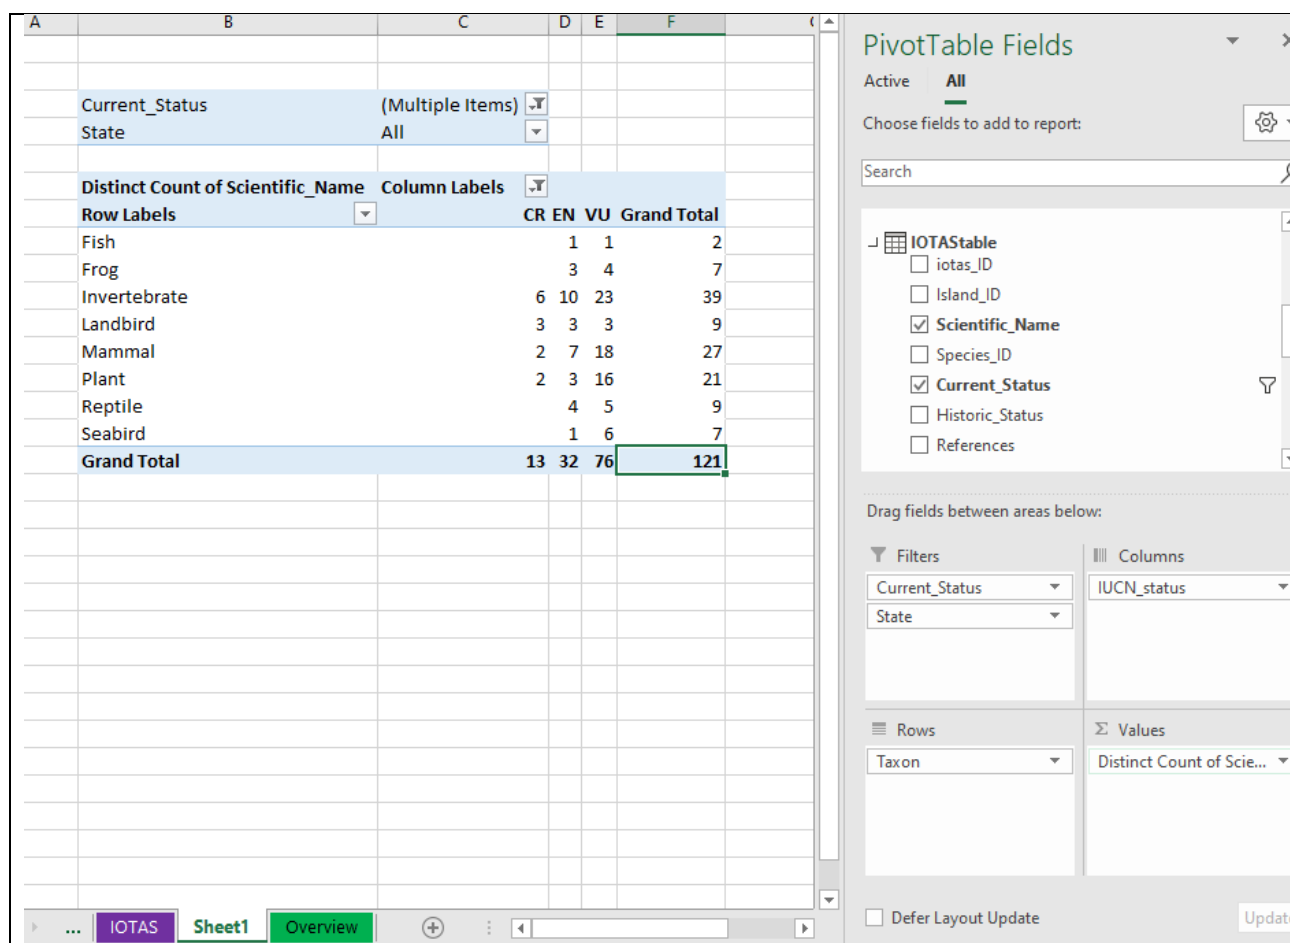 A B C D E F
Current_Status (Multiple Items)
State All
Distinct Count of Scientific_Name Column Labels
Row Labels CR EN VU Grand Total
Fish 1 1 2
Frog 3 4 7
Invertebrate 6 10 23 39
Landbird 3 3 3 9
Mammal 2 7 18 27
Plant 2 3 16 21
Reptile 4 5 9
Seabird 1 6 7
Grand Total 13 32 76 121
... IOTAS Sheet1 Overview
PivotTable Fields
Active All
Choose fields to add to report:
Search
IOTAStable
iotas_ID
Island_ID
Scientific_Name
Species_ID
Current_Status
Historic_Status
References
Drag fields between areas below:
Filters Columns
Current_Status IUCN_status
State
Rows Σ Values
Taxon Distinct Count of Scie...
Defer Layout Update Updat